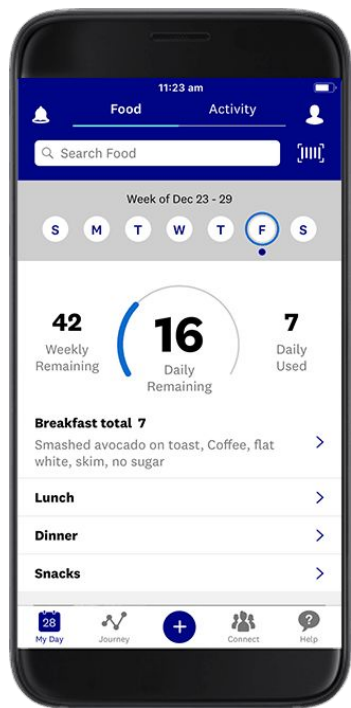 11:23 am
Food Activity
Search Food
Week of Dec 23 - 29
S M T W T F S
42 16 7
Weekly Remaining Daily Remaining Daily Used
Breakfast total 7
Smashed avocado on toast, Coffee, flat
white, skim, no sugar
Lunch
Dinner
Snacks
28
My Day Journey Connect Help